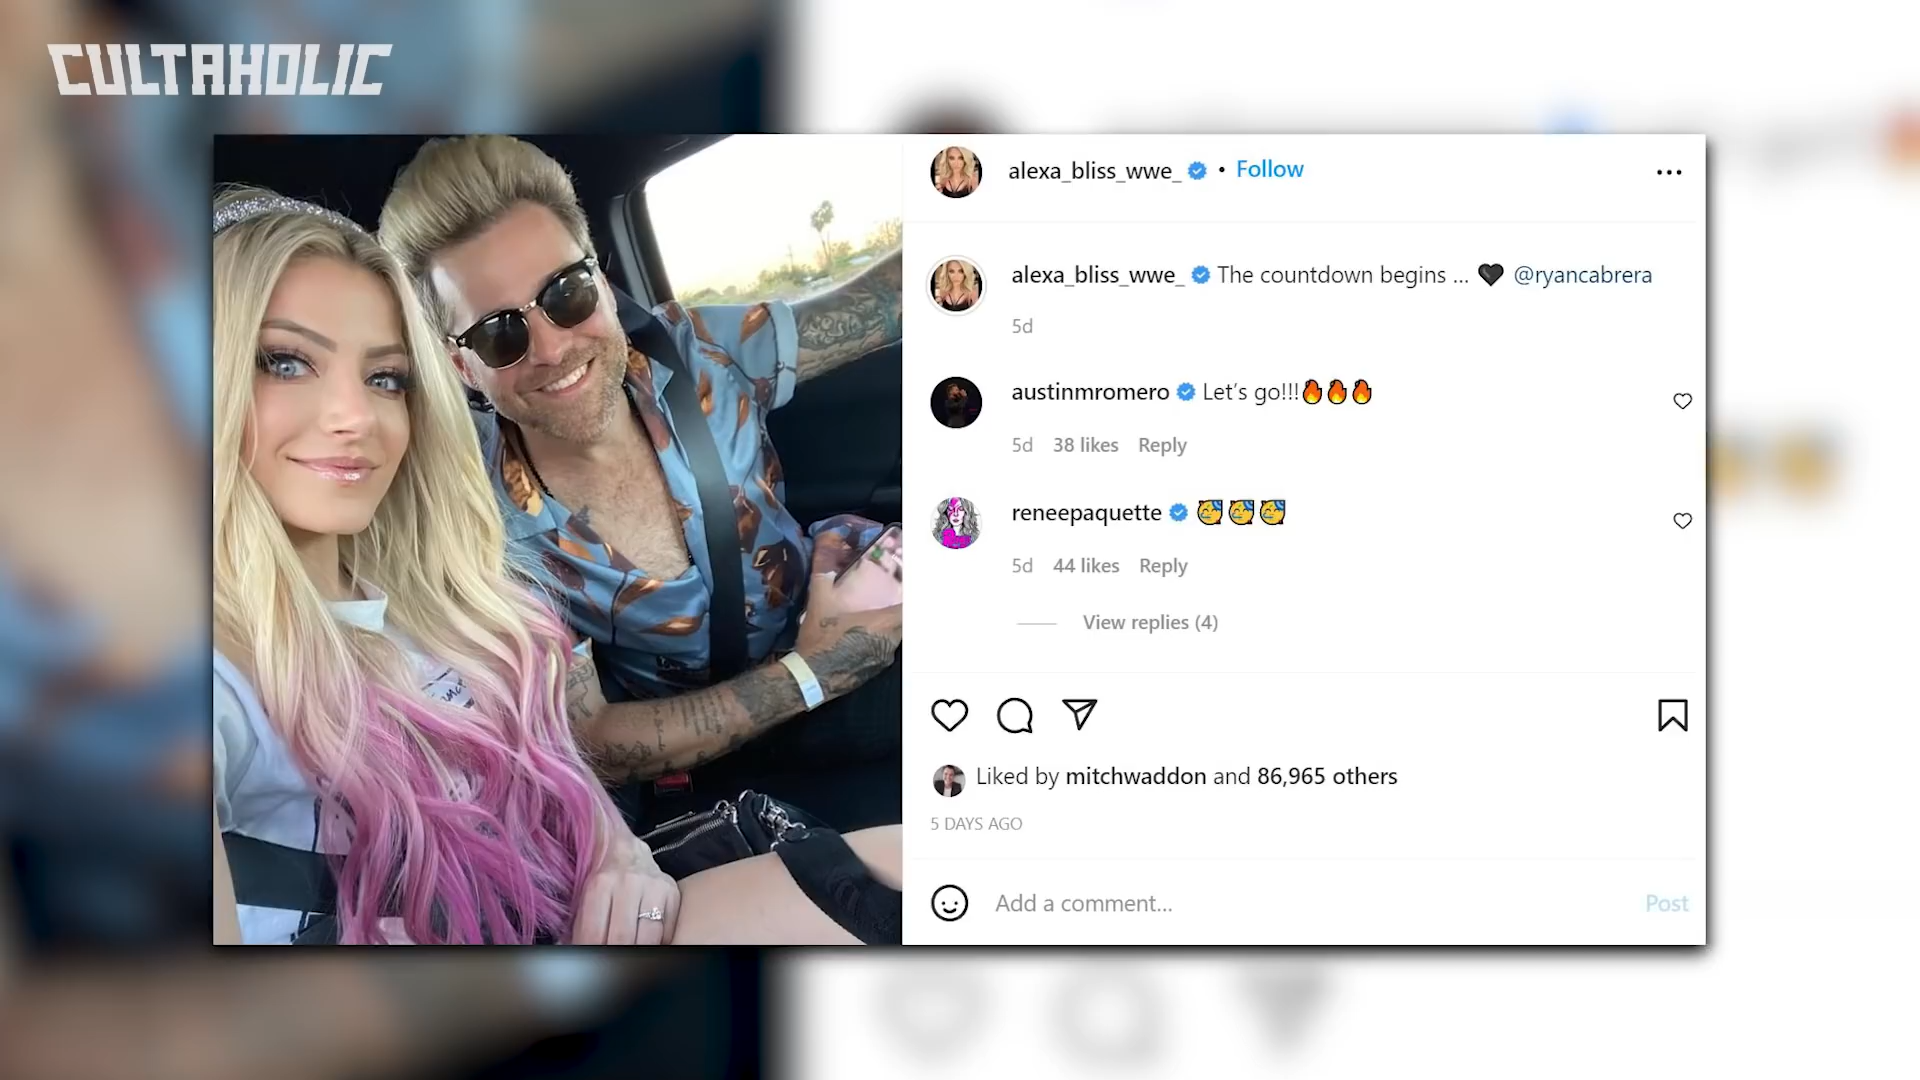 CULTAHOLIC
alexa_bliss_wwe_ • Follow
alexa_bliss_wwe_ The countdown begins ... 🖤 @ryancabrera
5d
austinmromero Let's go!!!🔥🔥🔥
5d 38 likes Reply
reneepaquette 🥳🥳🥳
5d 44 likes Reply
View replies (4)
Liked by mitchwaddon and 86,965 others
5 DAYS AGO
Add a comment... Post